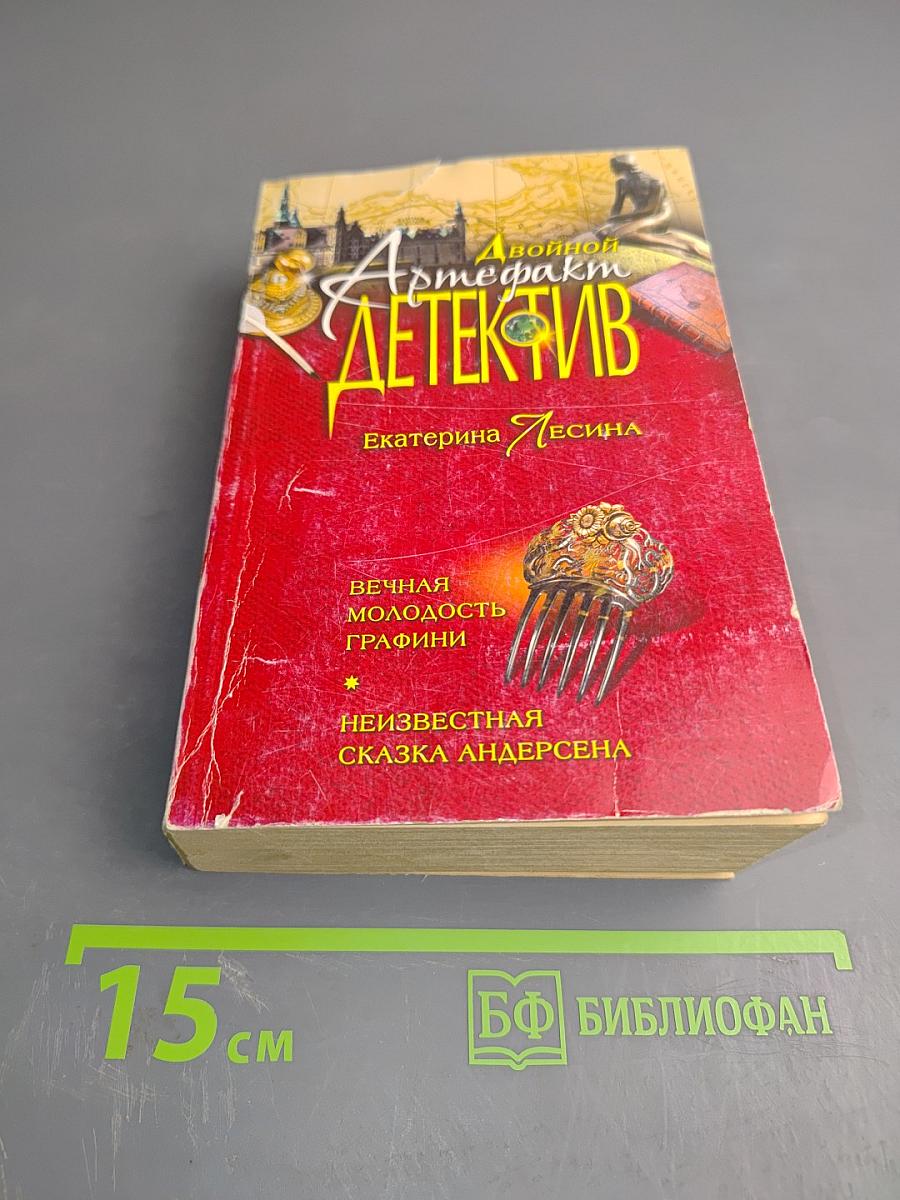 Двойной
Артефакт
ДЕТЕКТИВ
Екатерина Лесина
ВЕЧНАЯ
МОЛОДОСТЬ
ГРАФИНИ
*
НЕИЗВЕСТНАЯ
СКАЗКА АНДЕРСЕНА
15 см
БФ БИБЛИОФАН